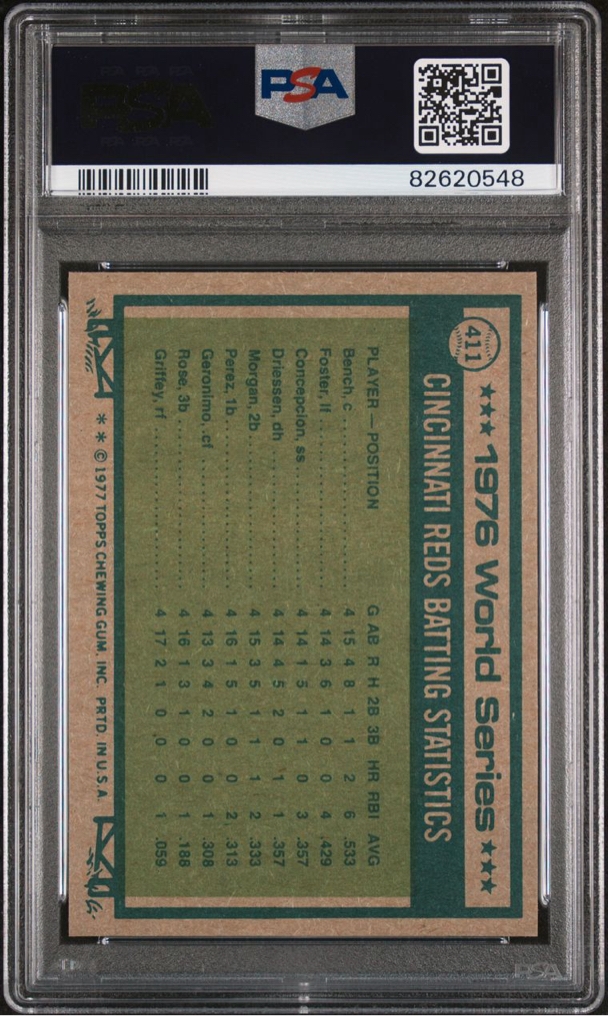 PSA
82620548
411
★★★ 1976 World Series ★★★
CINCINNATI REDS BATTING STATISTICS
PLAYER — POSITION G AB R H 2B 3B HR RBI AVG
Bench, c 4 15 4 8 1 1 2 6 .533
Foster, lf 4 14 3 6 1 0 0 4 .429
Concepción, ss 4 14 1 5 1 1 0 3 .357
Driessen, dh 4 14 4 5 2 0 1 1 .357
Morgan, 2b 4 15 3 5 1 1 1 2 .333
Perez, 1b 4 16 1 5 1 0 0 2 .313
Geronimo, cf 4 13 3 4 2 0 0 1 .308
Rose, 3b 4 16 1 3 1 0 0 1 .188
Griffey, rf 4 17 2 1 0 0 0 1 .059
* * © 1977 TOPPS CHEWING GUM, INC. PRTD. IN U.S.A.
PSA